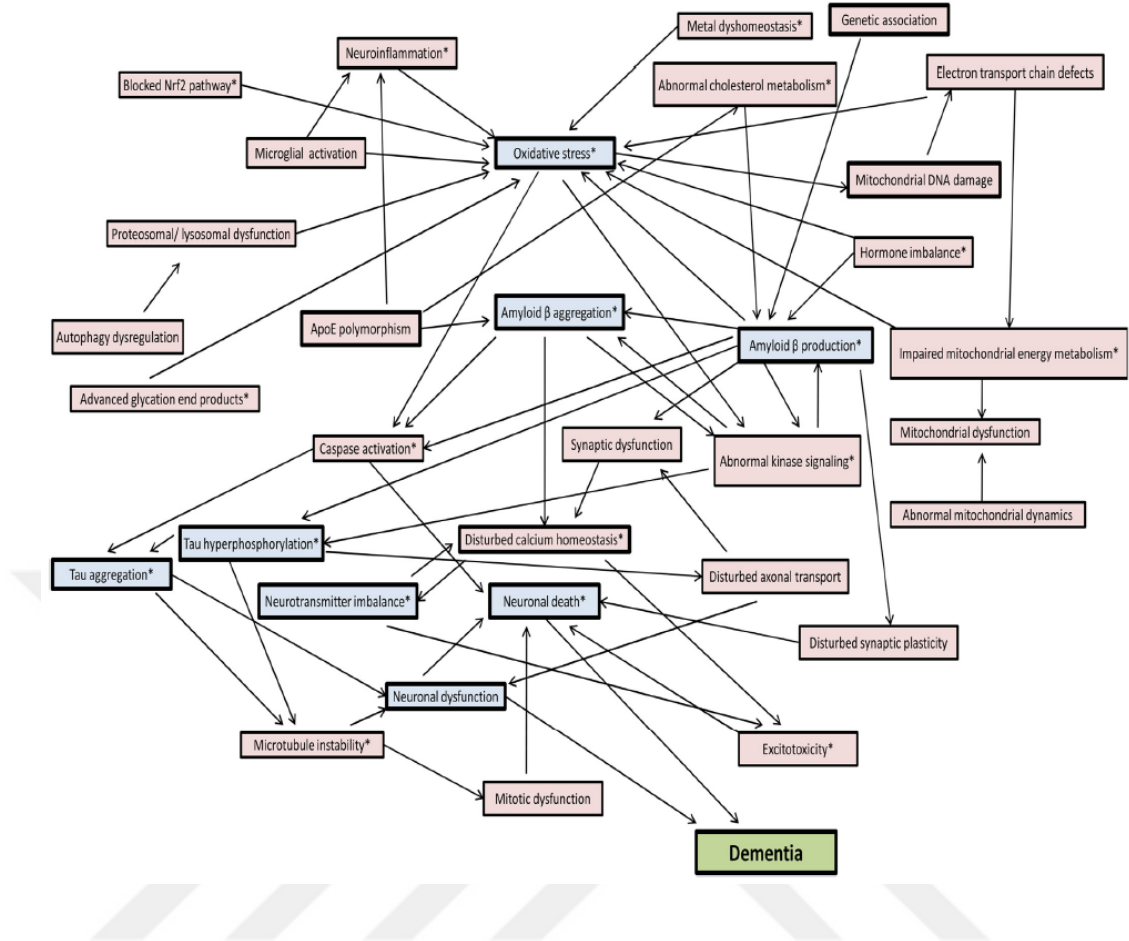 Metal dyshomeostasis*
Genetic association
Neuroinflammation*
Blocked Nrf2 pathway*
Abnormal cholesterol metabolism*
Electron transport chain defects
Microglial activation
Oxidative stress*
Mitochondrial DNA damage
Proteosomal/ lysosomal dysfunction
Hormone imbalance*
Autophagy dysregulation
ApoE polymorphism
Amyloid β aggregation*
Amyloid β production*
Impaired mitochondrial energy metabolism*
Advanced glycation end products*
Caspase activation*
Synaptic dysfunction
Abnormal kinase signaling*
Mitochondrial dysfunction
Abnormal mitochondrial dynamics
Tau hyperphosphorylation*
Disturbed calcium homeostasis*
Tau aggregation*
Disturbed axonal transport
Neurotransmitter imbalance*
Neuronal death*
Disturbed synaptic plasticity
Neuronal dysfunction
Microtubule instability*
Excitotoxicity*
Mitotic dysfunction
Dementia